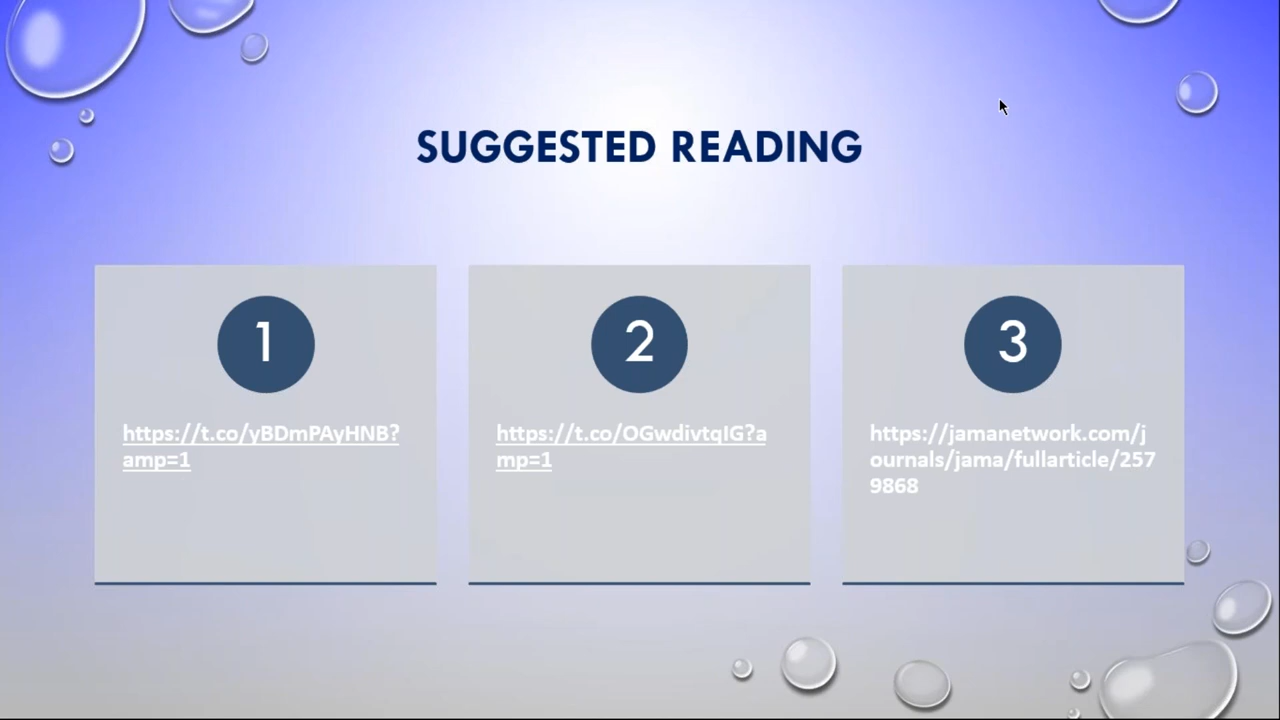 SUGGESTED READING
1
https://t.co/yBDmPAyHNB?
amp=1
2
https://t.co/OGwdivtqIG?a
mp=1
3
https://jamanetwork.com/j
ournals/jama/fullarticle/257
9868